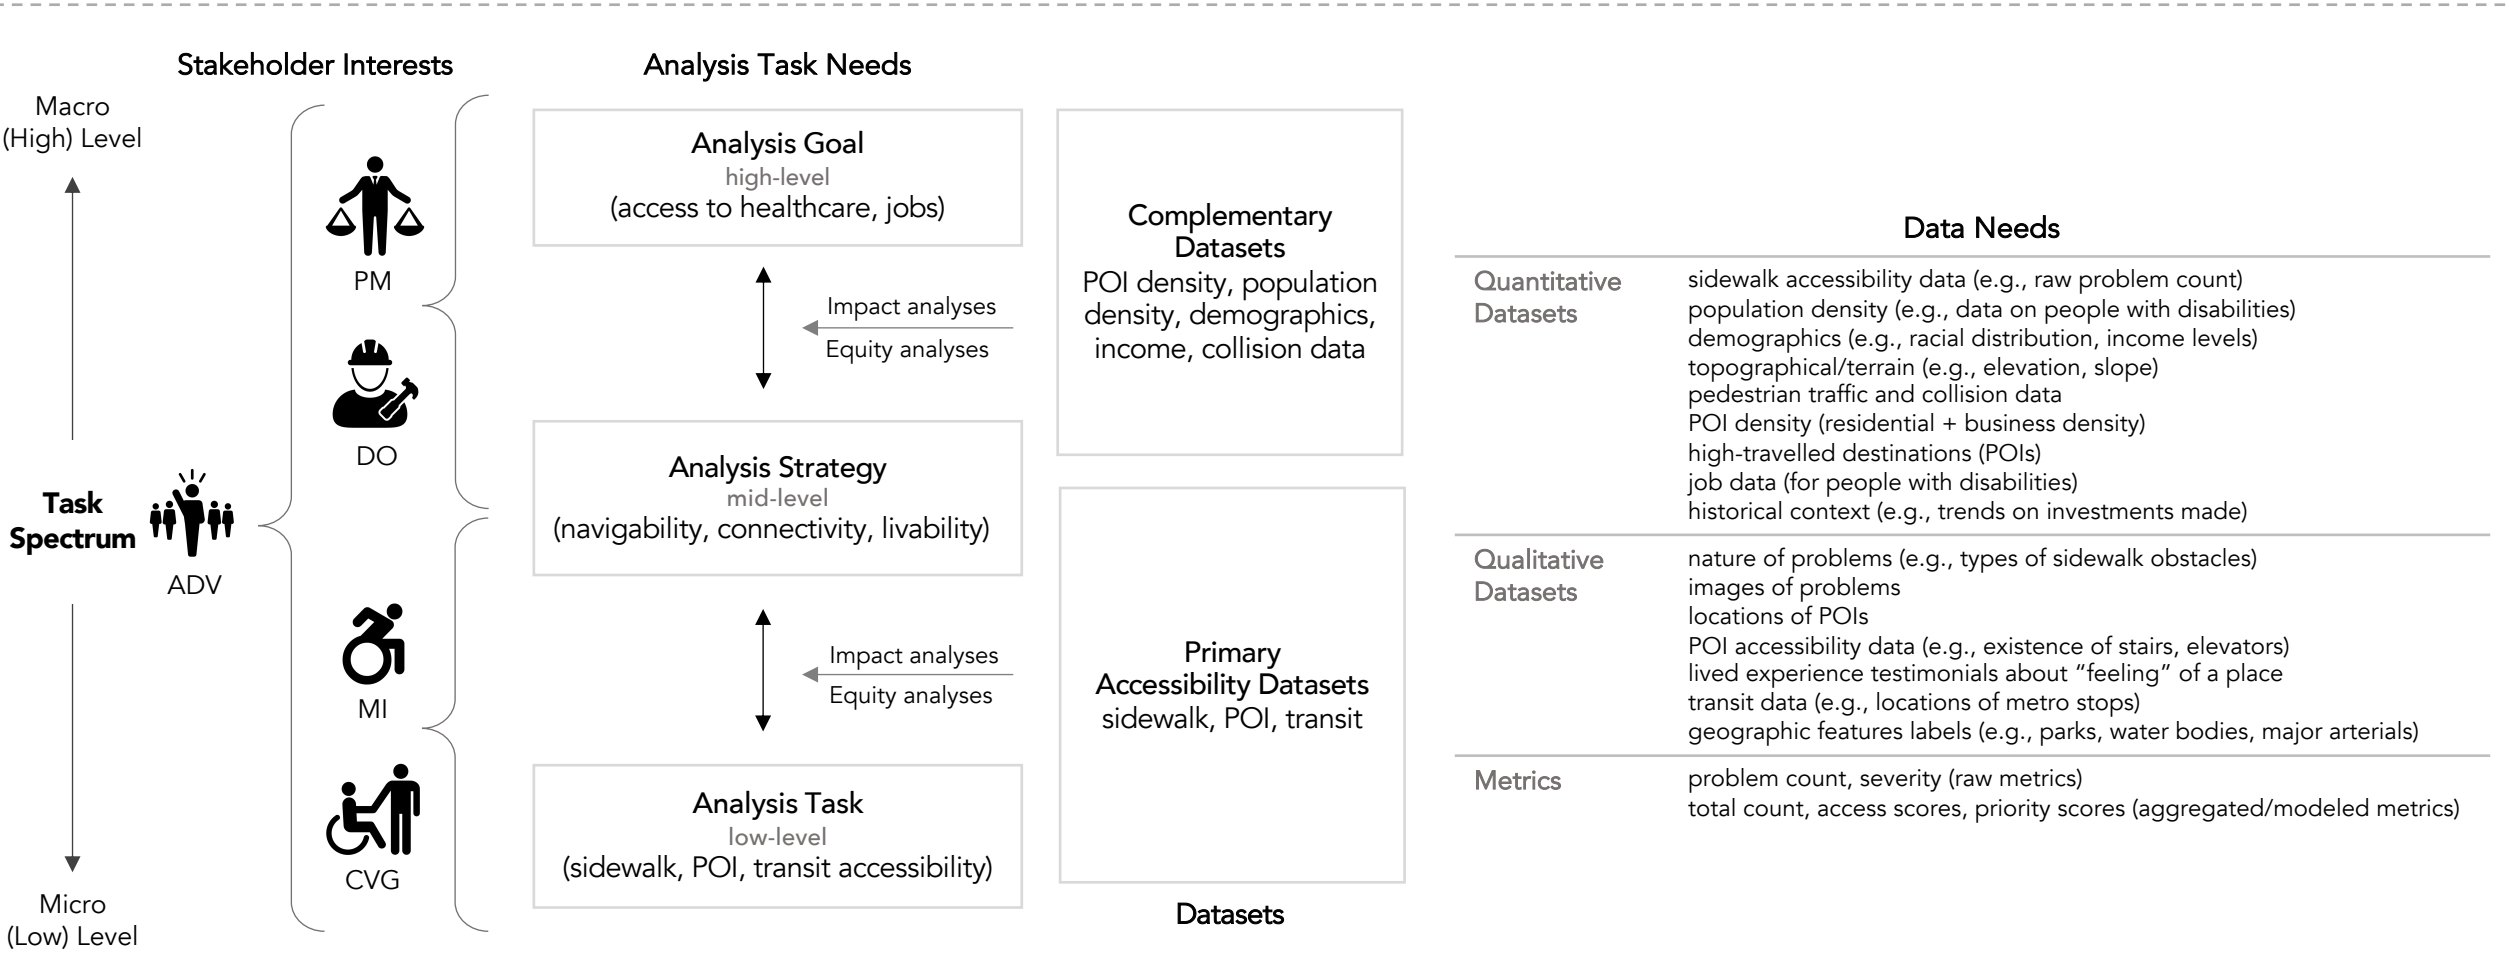 Stakeholder Interests
Analysis Task Needs
Macro
(High) Level
Task
Spectrum
Micro
(Low) Level
ADV
PM
DO
MI
CVG
Analysis Goal
high-level
(access to healthcare, jobs)
Impact analyses
Equity analyses
Analysis Strategy
mid-level
(navigability, connectivity, livability)
Impact analyses
Equity analyses
Analysis Task
low-level
(sidewalk, POI, transit accessibility)
Complementary
Datasets
POI density, population
density, demographics,
income, collision data
Primary
Accessibility Datasets
sidewalk, POI, transit
Datasets
Data Needs
Quantitative
Datasets
sidewalk accessibility data (e.g., raw problem count)
population density (e.g., data on people with disabilities)
demographics (e.g., racial distribution, income levels)
topographical/terrain (e.g., elevation, slope)
pedestrian traffic and collision data
POI density (residential + business density)
high-travelled destinations (POIs)
job data (for people with disabilities)
historical context (e.g., trends on investments made)
Qualitative
Datasets
nature of problems (e.g., types of sidewalk obstacles)
images of problems
locations of POIs
POI accessibility data (e.g., existence of stairs, elevators)
lived experience testimonials about “feeling” of a place
transit data (e.g., locations of metro stops)
geographic features labels (e.g., parks, water bodies, major arterials)
Metrics
problem count, severity (raw metrics)
total count, access scores, priority scores (aggregated/modeled metrics)